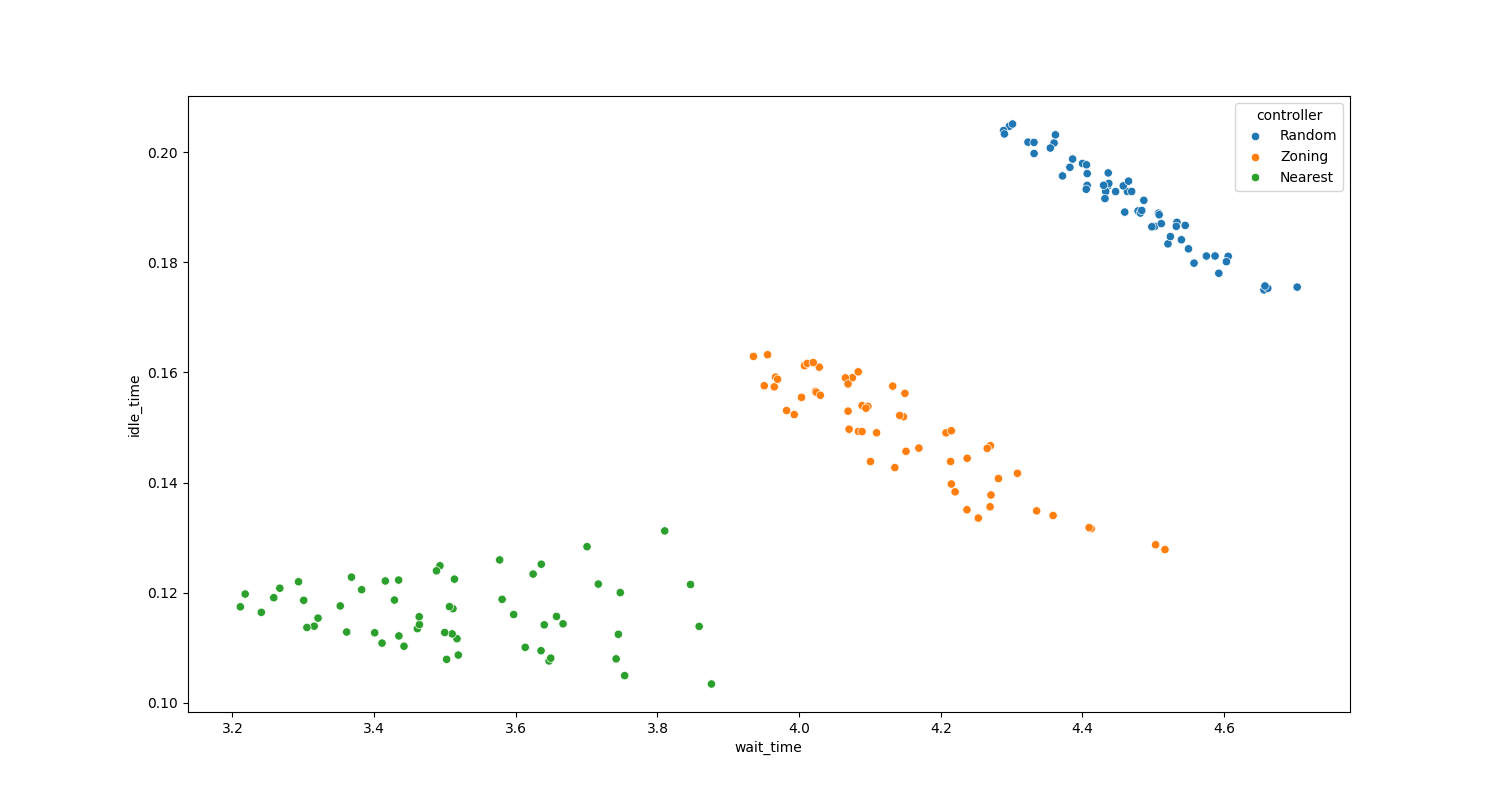 controller
Random
Zoning
Nearest
idle_time
0.20
0.18
0.16
0.14
0.12
0.10
3.2 3.4 3.6 3.8 4.0 4.2 4.4 4.6
wait_time